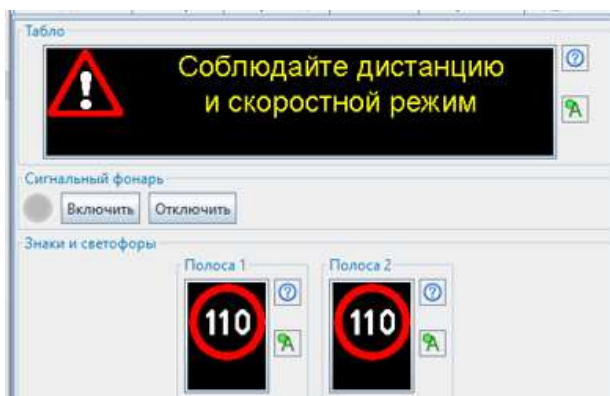 Табло
Соблюдайте дистанцию
и скоростной режим
Сигнальный фонарь
Включить Отключить
Знаки и светофоры
Полоса 1 Полоса 2
110 110